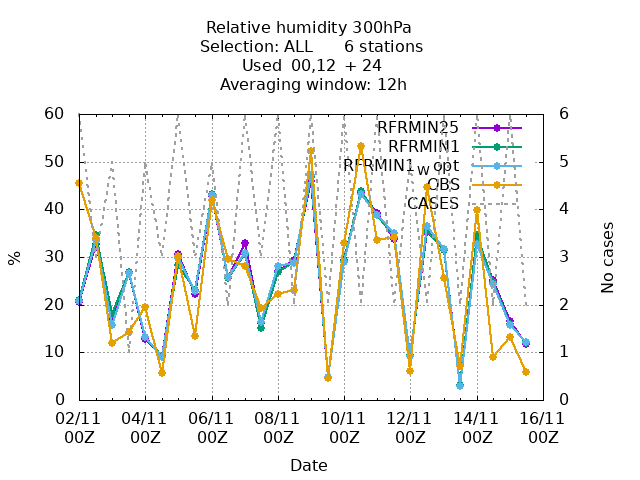 Relative humidity 300hPa
Selection: ALL      6 stations
Used  00,12  + 24
Averaging window: 12h
60
50
40
30
20
10
0
6
5
4
3
2
1
0
%
No cases
RFRMIN25
RFRMIN1
RFRMIN1w opt
OBS
CASES
02/11 04/11 06/11 08/11 10/11 12/11 14/11 16/11
00Z 00Z 00Z 00Z 00Z 00Z 00Z 00Z
Date